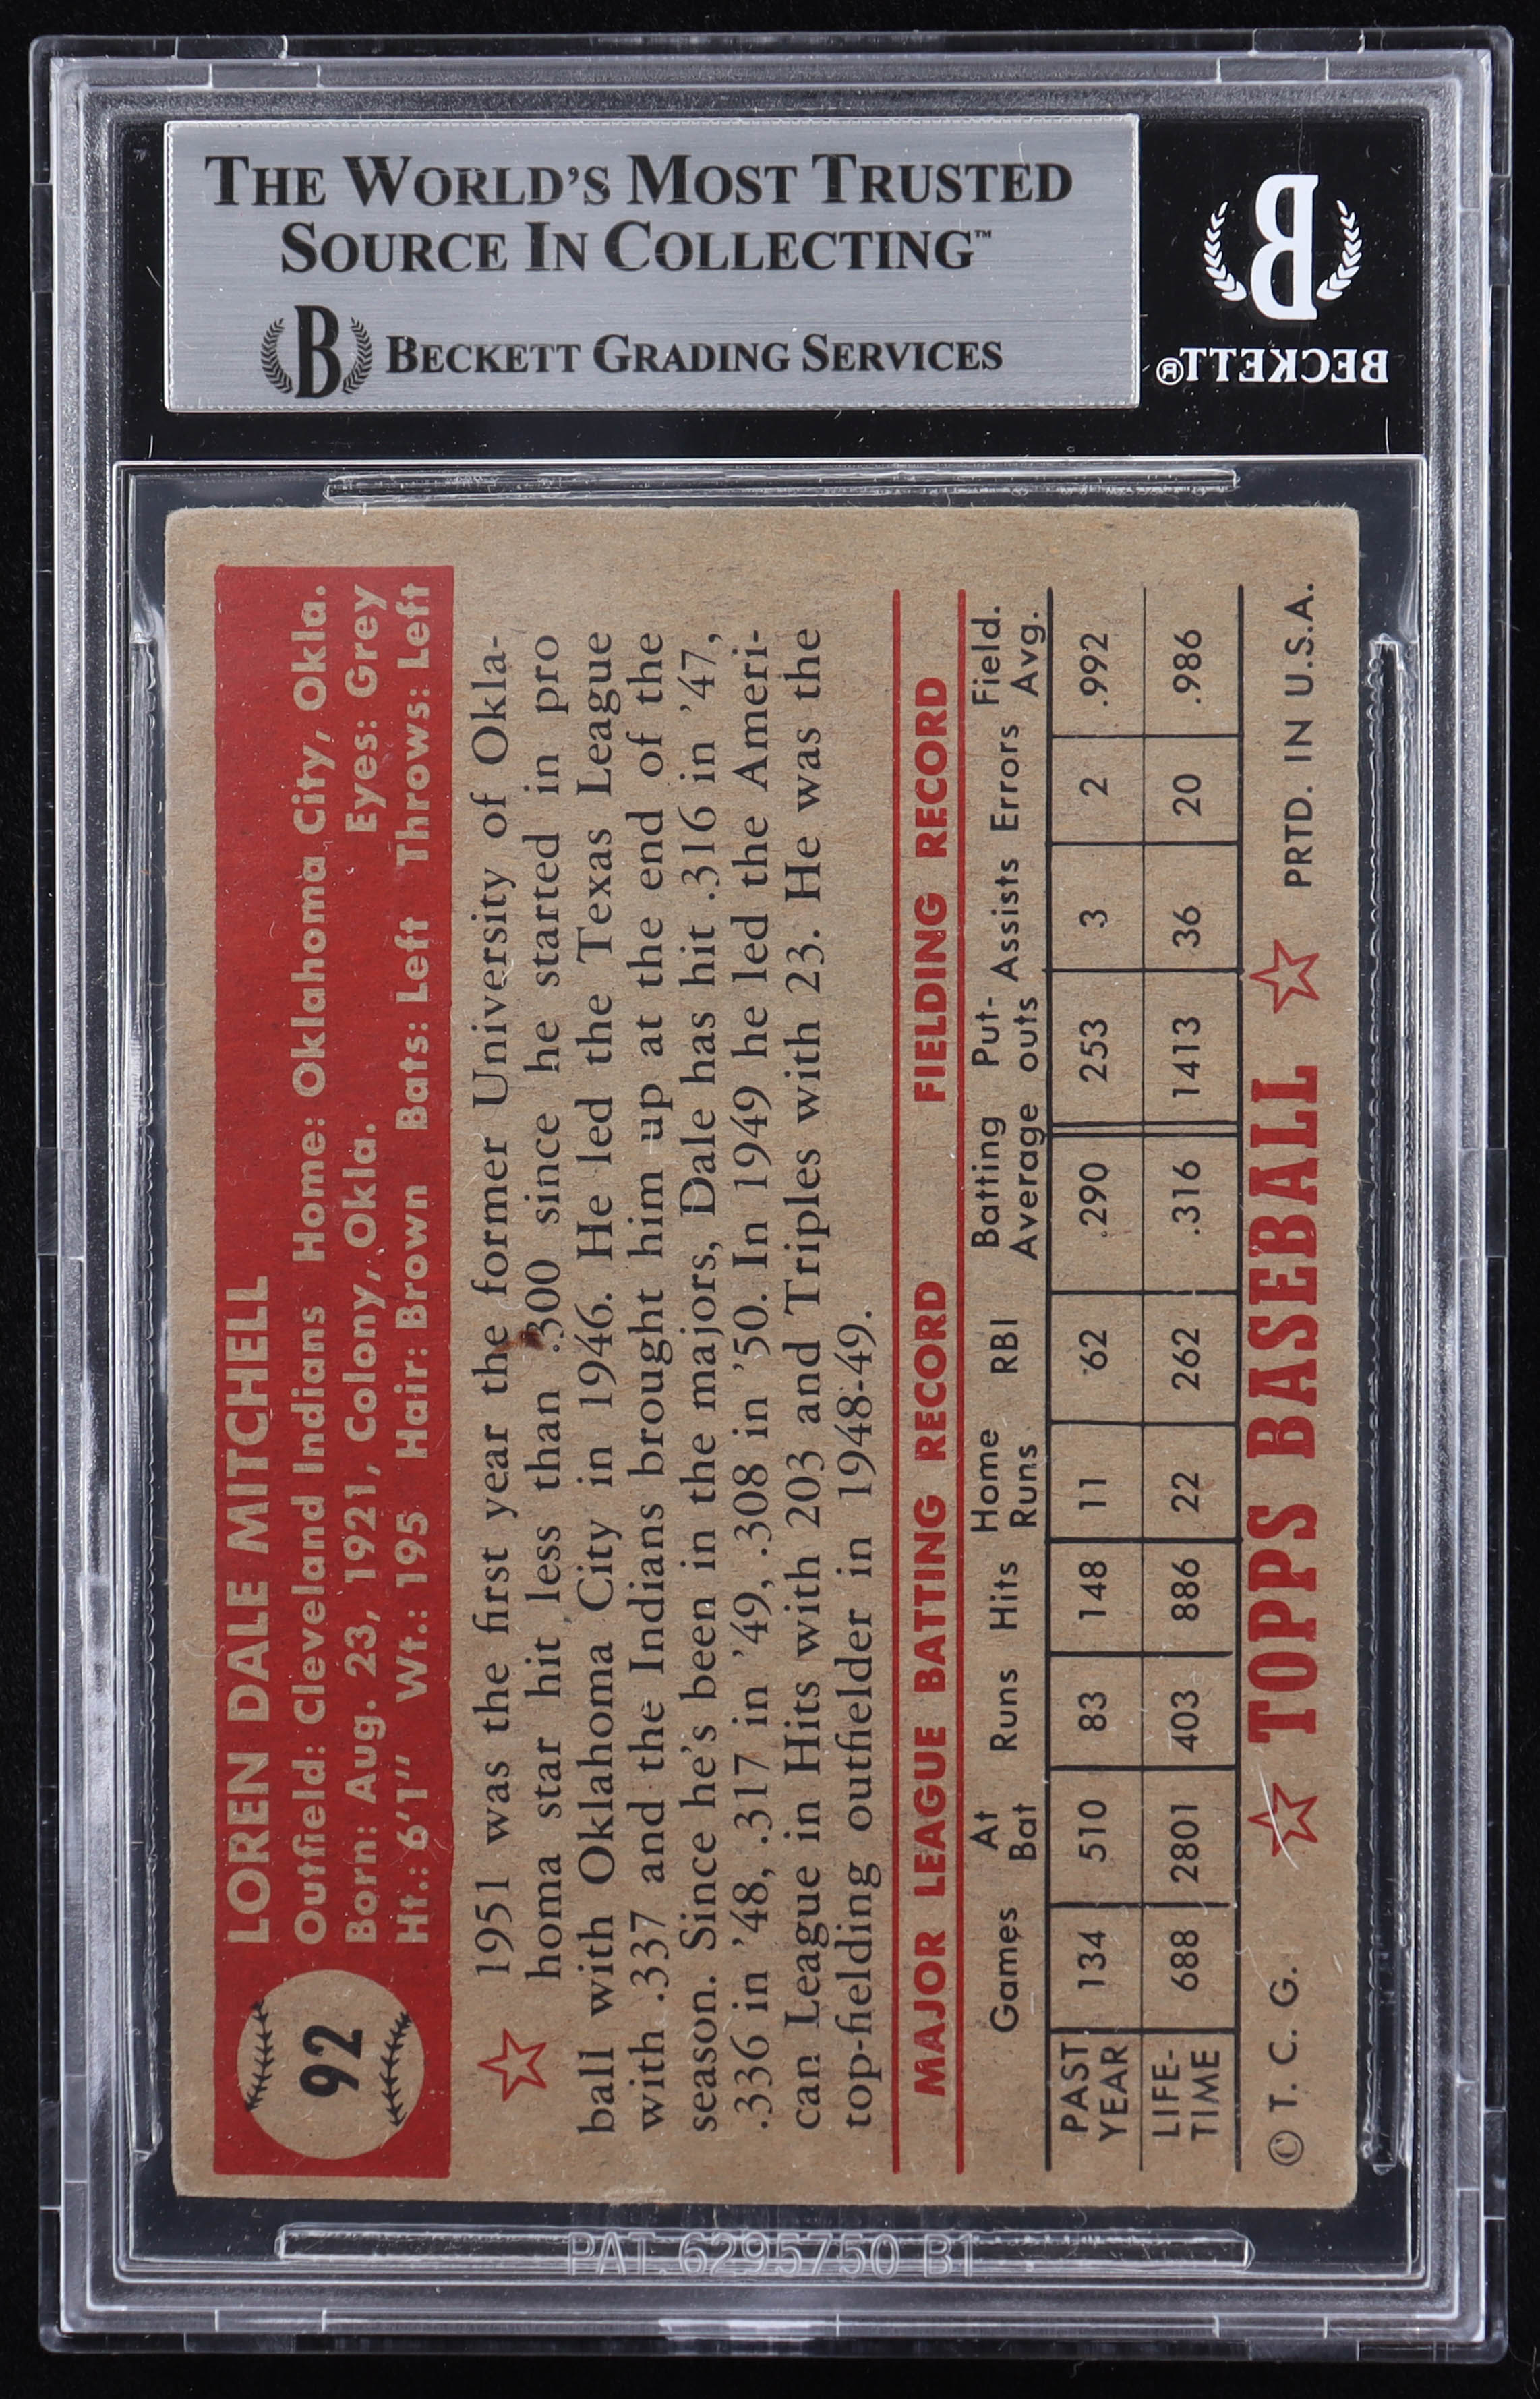 THE WORLD'S MOST TRUSTED
SOURCE IN COLLECTING™
B BECKETT GRADING SERVICES
B
BECKETT®
92
LOREN DALE MITCHELL
Outfield: Cleveland Indians Home: Oklahoma City, Okla.
Born: Aug. 23, 1921, Colony, Okla. Eyes: Grey
Ht.: 6'1" Wt.: 195 Hair: Brown Bats: Left Throws: Left
1951 was the first year the former University of Okla-
homa star hit less than .300 since he started in pro
ball with Oklahoma City in 1946. He led the Texas League
with .337 and the Indians brought him up at the end of the
season. Since he's been in the majors, Dale has hit .316 in '47,
.336 in '48, .317 in '49, .308 in '50. In 1949 he led the Ameri-
can League in Hits with 203 and Triples with 23. He was the
top-fielding outfielder in 1948-49.
MAJOR LEAGUE BATTING RECORD FIELDING RECORD
Games At Bat Runs Hits Home Runs RBI Batting Average Put-outs Assists Errors Field. Avg.
PAST YEAR 134 510 83 148 11 62 .290 253 3 2 .992
LIFE-TIME 688 2801 403 886 22 262 .316 1413 36 20 .986
© T. C. G. TOPPS BASEBALL PRTD. IN U.S.A.
PAT. 6295750 B1